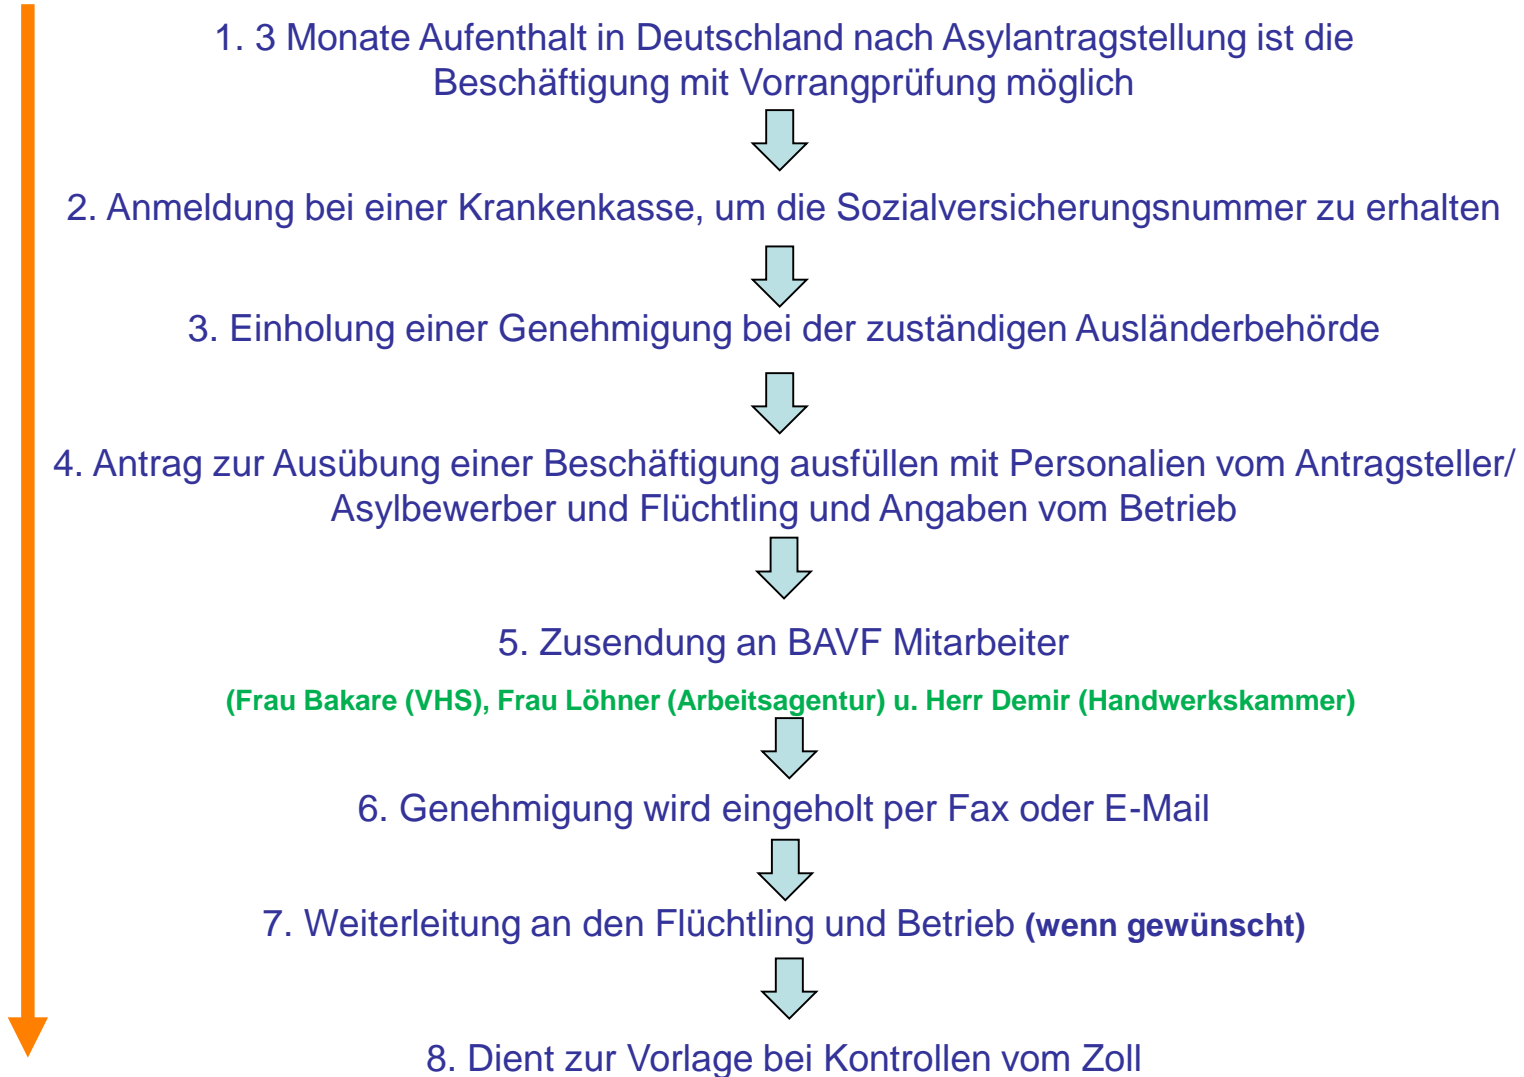 1. 3 Monate Aufenthalt in Deutschland nach Asylantragstellung ist die
Beschäftigung mit Vorrangprüfung möglich
2. Anmeldung bei einer Krankenkasse, um die Sozialversicherungsnummer zu erhalten
3. Einholung einer Genehmigung bei der zuständigen Ausländerbehörde
4. Antrag zur Ausübung einer Beschäftigung ausfüllen mit Personalien vom Antragsteller/
Asylbewerber und Flüchtling und Angaben vom Betrieb
5. Zusendung an BAVF Mitarbeiter
(Frau Bakare (VHS), Frau Löhner (Arbeitsagentur) u. Herr Demir (Handwerkskammer)
6. Genehmigung wird eingeholt per Fax oder E-Mail
7. Weiterleitung an den Flüchtling und Betrieb (wenn gewünscht)
8. Dient zur Vorlage bei Kontrollen vom Zoll